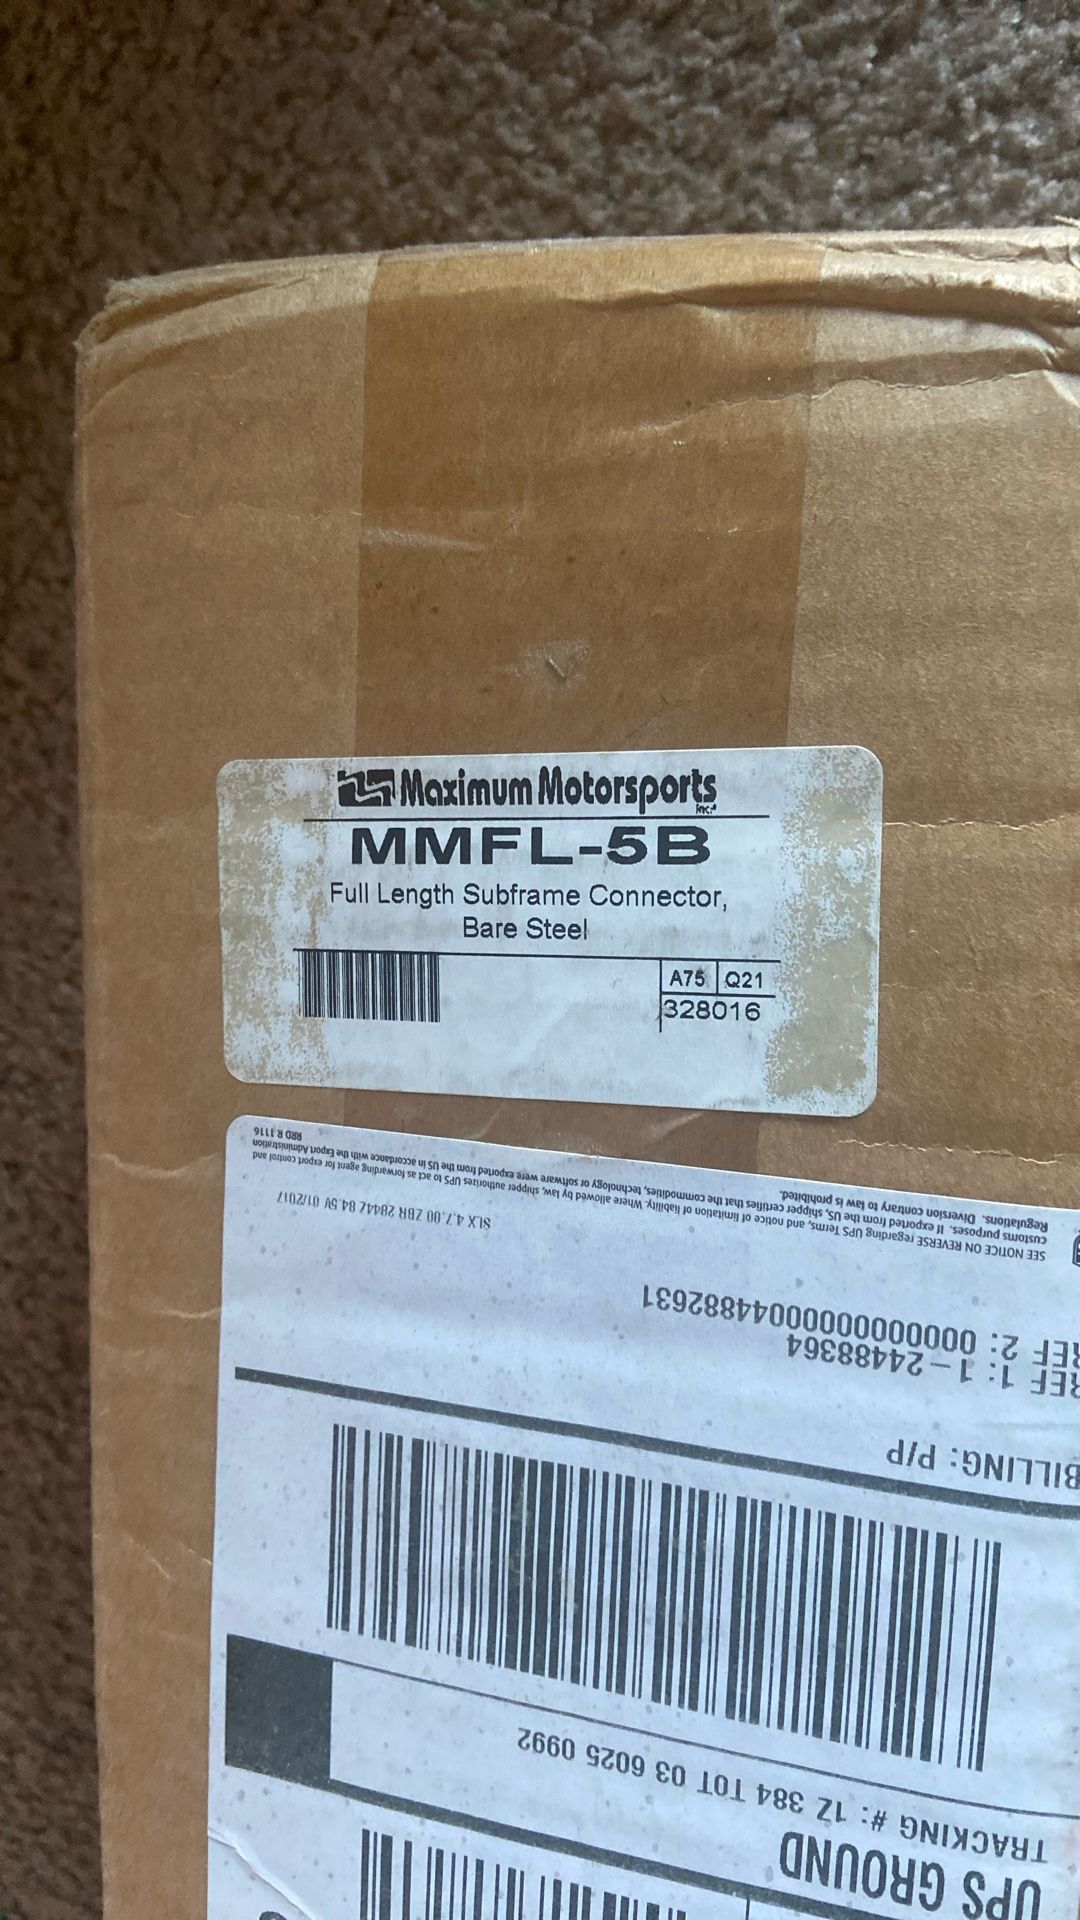 Maximum Motorsports
Inc.
MMFL-5B
Full Length Subframe Connector,
Bare Steel
A75 Q21
328016
UPS GROUND
TRACKING #: 1Z 384 T0T 03 6025 0992
BILLING: P/P
REF 1: 1-24488364
REF 2: 00000000000044882631
SLX 4.7.00 ZBR 2844Z 84.5V 01/2017
SEE NOTICE ON REVERSE regarding UPS Terms, and notice of limitation of liability. Where allowed by law, shipper authorizes UPS to act as forwarding agent for export control and
customs purposes. If exported from the US, shipper certifies that the commodities, technology or software were exported from the US in accordance with the Export Administration
Regulations. Diversion contrary to law is prohibited.
RRD R 1116